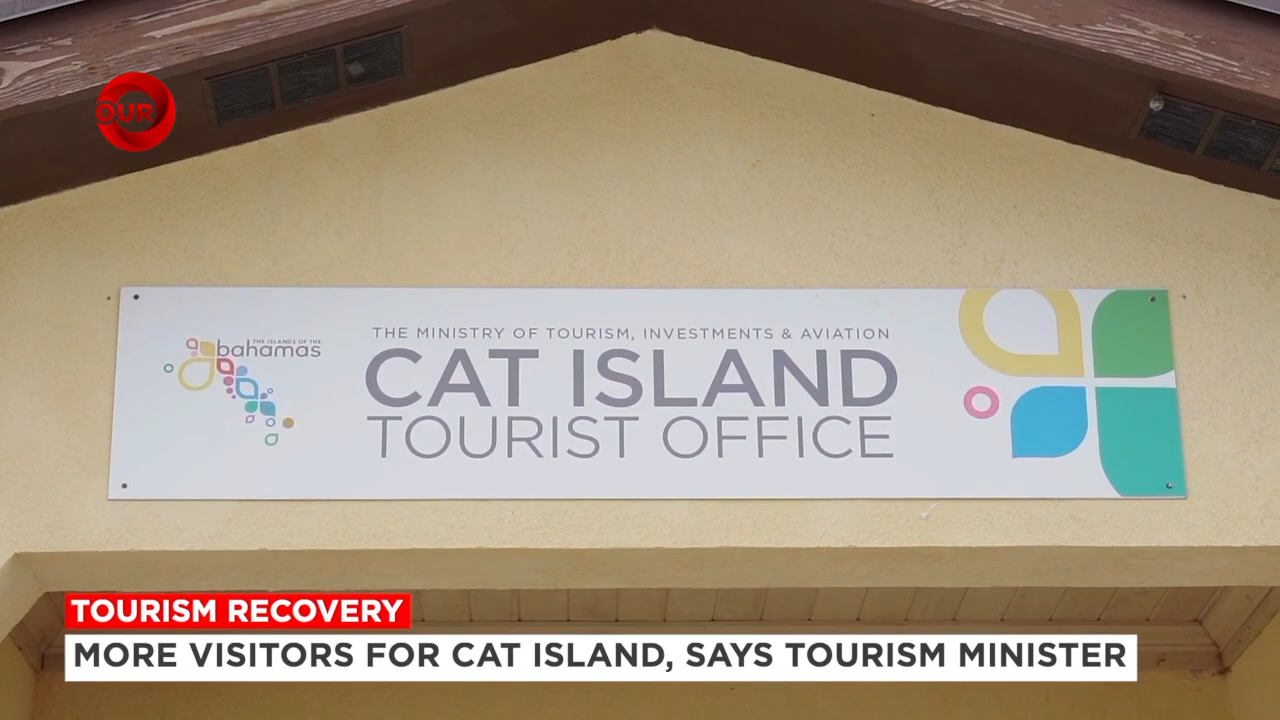 OUR
THE ISLANDS OF THE
bahamas
THE MINISTRY OF TOURISM, INVESTMENTS & AVIATION
CAT ISLAND
TOURIST OFFICE
TOURISM RECOVERY
MORE VISITORS FOR CAT ISLAND, SAYS TOURISM MINISTER